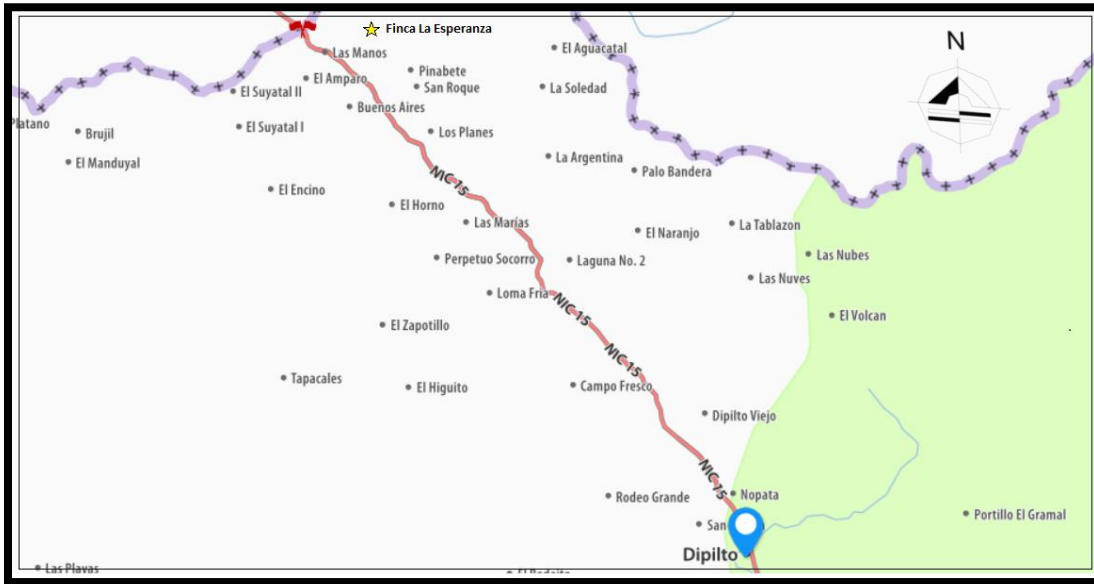 Finca La Esperanza
N
Las Manos
El Aguacatal
Pinabete
El Amparo
San Roque
La Soledad
El Suyatal II
Buenos Aires
Platano
Brujil
El Suyatal I
Los Planes
El Manduyal
La Argentina
Palo Bandera
NIC 15
El Encino
El Horno
Las Marías
La Tablazon
El Naranjo
Perpetuo Socorro
Laguna No. 2
Las Nubes
Las Nuves
Loma Fria
NIC 15
El Volcan
El Zapotillo
NIC 15
Tapacales
El Higuito
Campo Fresco
Dipilto Viejo
NIC 15
Rodeo Grande
Nopata
Portillo El Gramal
San
Dipilto
Las Playas